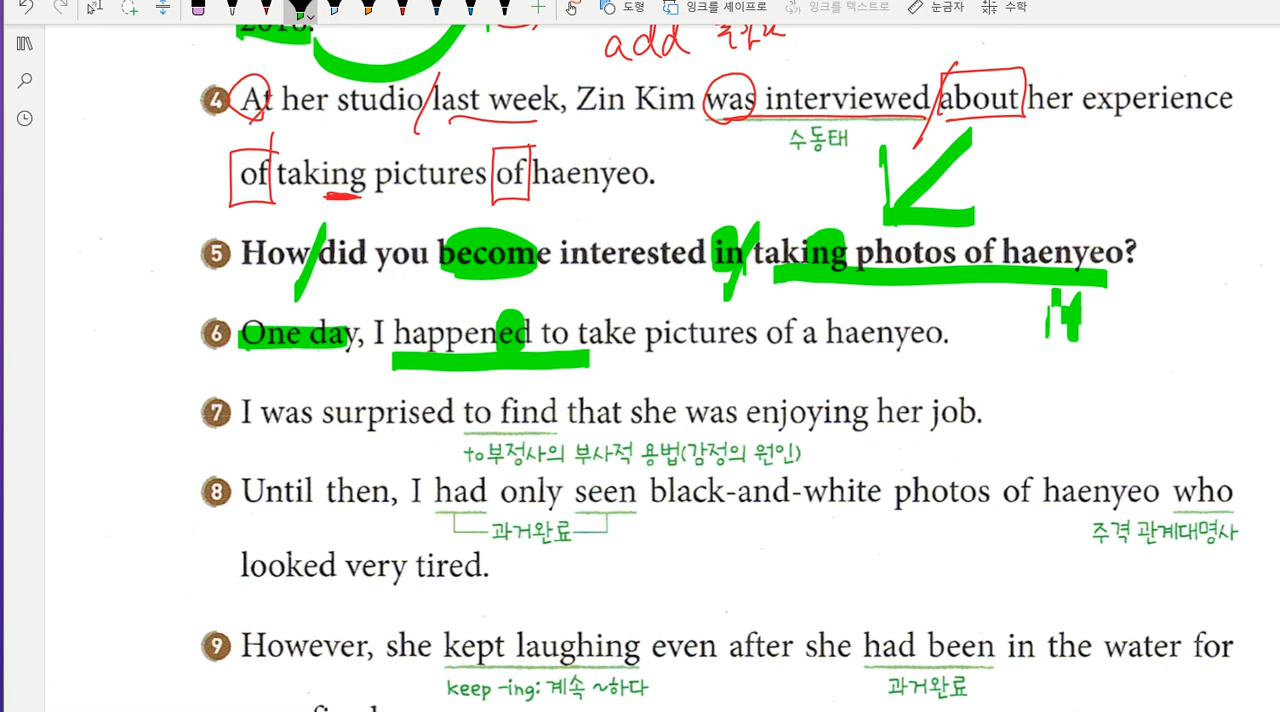 도형 잉크를 셰이프로 잉크를 텍스트로 눈금자 수학
2016.
add
4 At her studio last week, Zin Kim was interviewed about her experience
수동태
of taking pictures of haenyeo.
5 How did you become interested in taking photos of haenyeo?
6 One day, I happened to take pictures of a haenyeo.
7 I was surprised to find that she was enjoying her job.
to부정사의 부사적 용법(감정의 원인)
8 Until then, I had only seen black-and-white photos of haenyeo who
과거완료
주격 관계대명사
looked very tired.
9 However, she kept laughing even after she had been in the water for
keep -ing: 계속 ~하다
과거완료